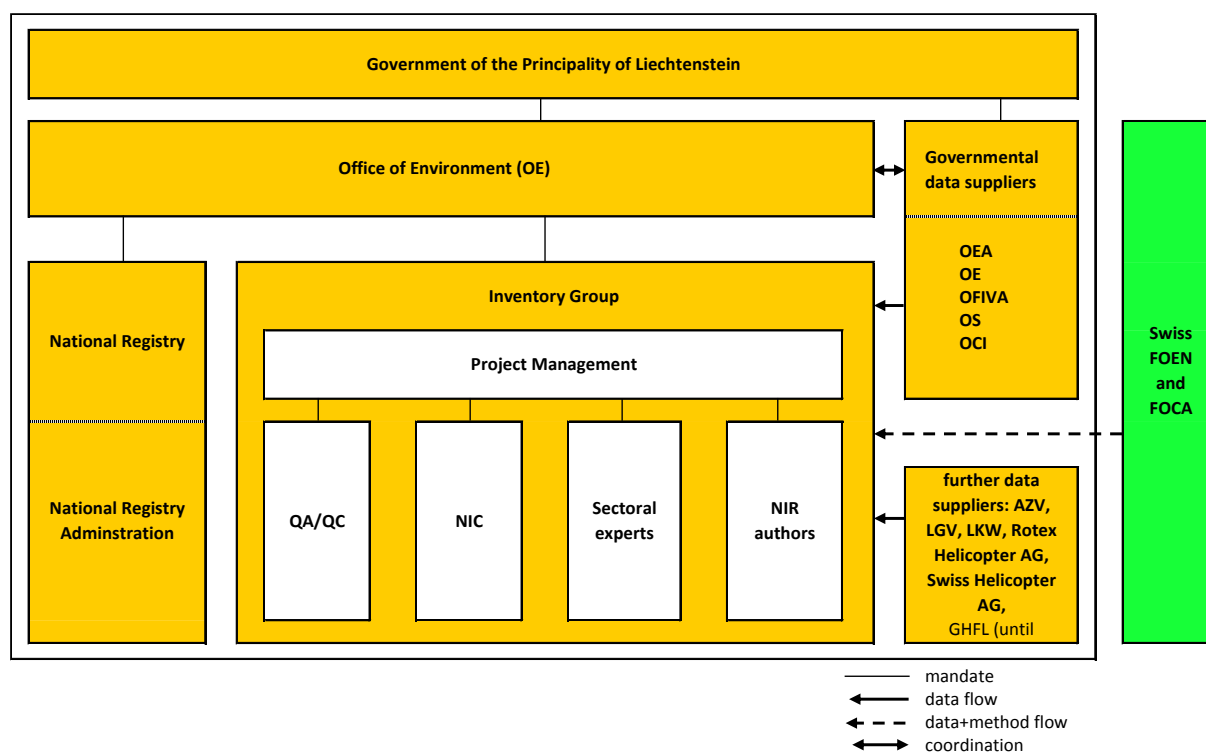 Government of the Principality of Liechtenstein
Office of Environment (OE)
Governmental
data suppliers
OEA
OE
OFIVA
OS
OCI
National Registry
National Registry
Adminstration
Inventory Group
Project Management
QA/QC
NIC
Sectoral
experts
NIR
authors
further data
suppliers: AZV,
LGV, LKW, Rotex
Helicopter AG,
Swiss Helicopter
AG,
GHFL (until
Swiss
FOEN
and
FOCA
mandate
data flow
data+method flow
coordination